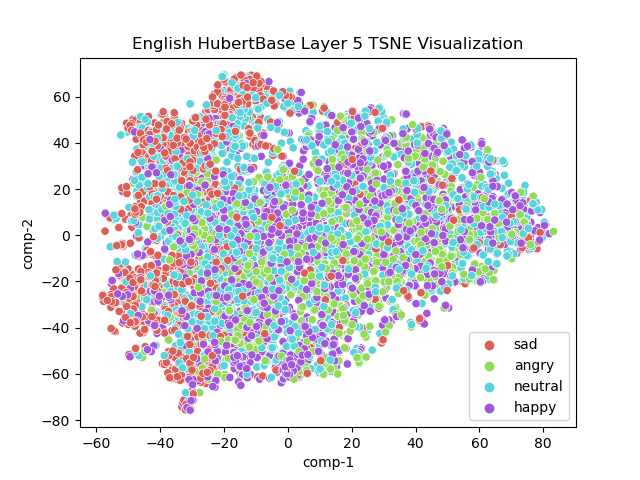 English HubertBase Layer 5 TSNE Visualization
comp-2
60
40
20
0
−20
−40
−60
−80
sad
angry
neutral
happy
−60 −40 −20 0 20 40 60 80
comp-1